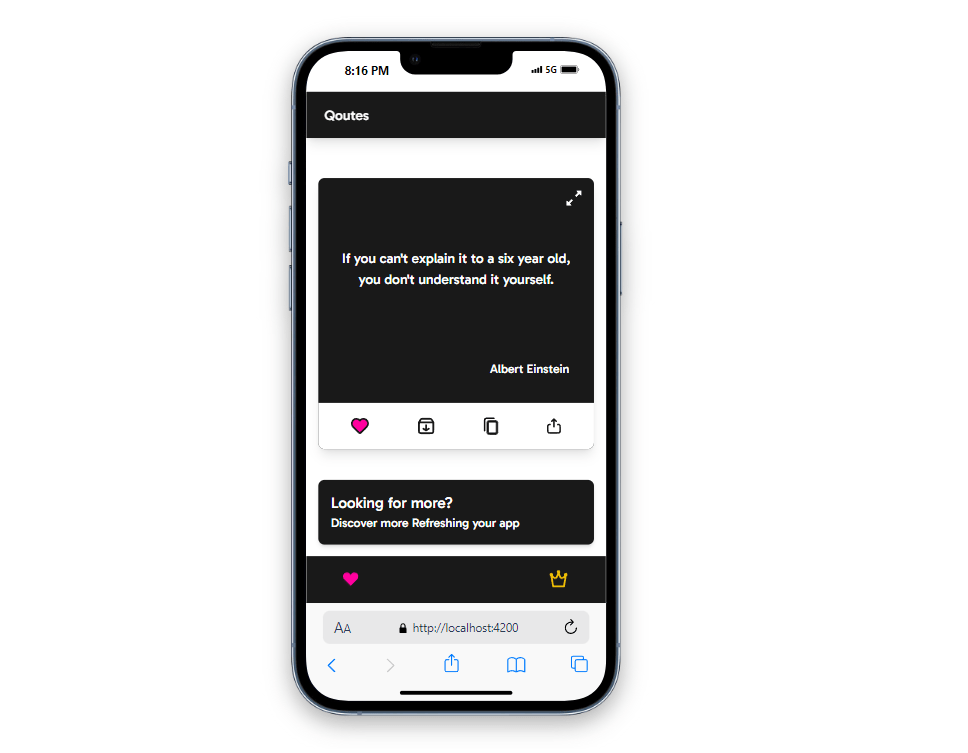 8:16 PM 5G
Qoutes
If you can't explain it to a six year old,
you don't understand it yourself.
Albert Einstein
Looking for more?
Discover more Refreshing your app
AA http://localhost:4200